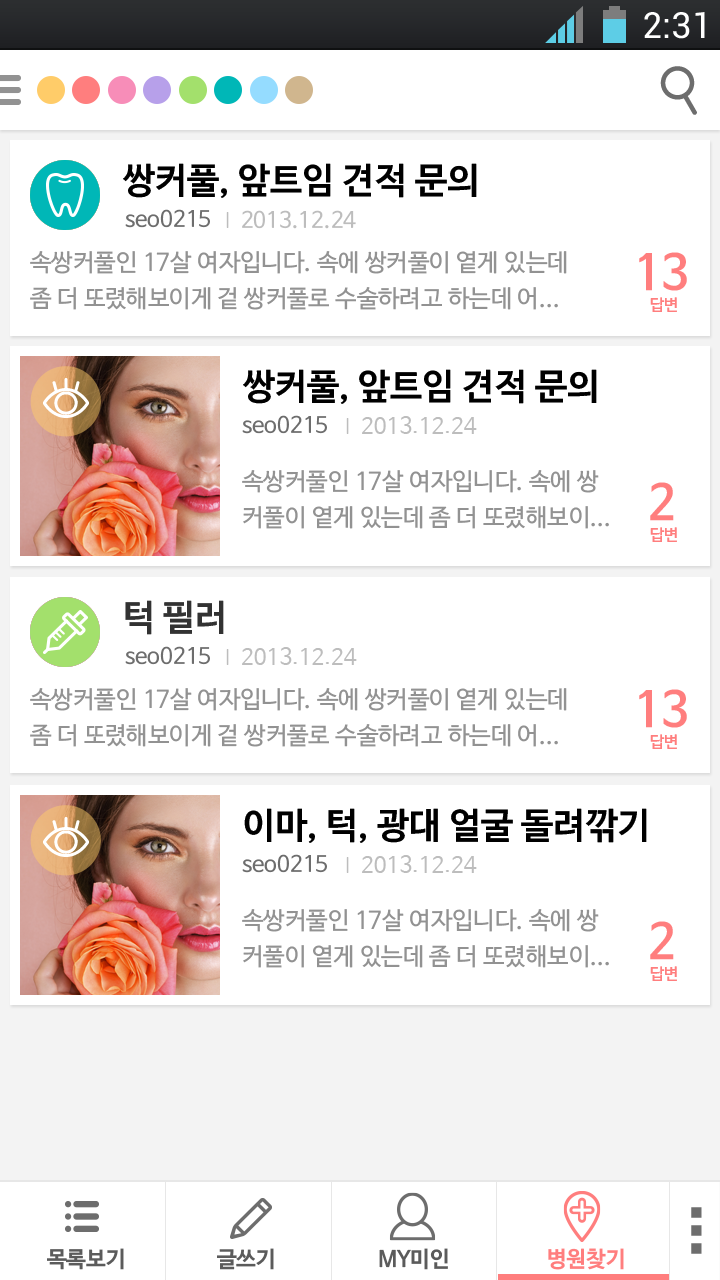 2:31
쌍커풀, 앞트임 견적 문의
seo0215 | 2013.12.24
속쌍커풀인 17살 여자입니다. 속에 쌍커풀이 옅게 있는데
좀 더 또렸해보이게 겉 쌍커풀로 수술하려고 하는데 어...
13
답변
쌍커풀, 앞트임 견적 문의
seo0215 | 2013.12.24
속쌍커풀인 17살 여자입니다. 속에 쌍
커풀이 옅게 있는데 좀 더 또렸해보이...
2
답변
턱 필러
seo0215 | 2013.12.24
속쌍커풀인 17살 여자입니다. 속에 쌍커풀이 옅게 있는데
좀 더 또렸해보이게 겉 쌍커풀로 수술하려고 하는데 어...
13
답변
이마, 턱, 광대 얼굴 돌려깎기
seo0215 | 2013.12.24
속쌍커풀인 17살 여자입니다. 속에 쌍
커풀이 옅게 있는데 좀 더 또렸해보이...
2
답변
목록보기
글쓰기
MY미인
병원찾기